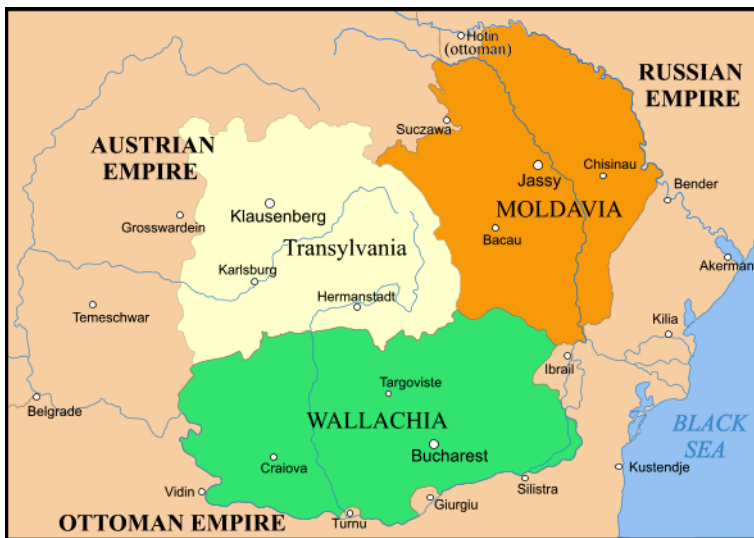 Hotin
(ottoman)
RUSSIAN
EMPIRE
AUSTRIAN
EMPIRE
Suczawa
Jassy
Chisinau
Bender
MOLDAVIA
Klausenberg
Grosswardein
Bacau
Transylvania
Akerman
Karlsburg
Hermanstadt
Temeschwar
Kilia
Ibrail
Targoviste
Belgrade
WALLACHIA
BLACK
SEA
Bucharest
Craiova
Kustendje
Vidin
Silistra
Giurgiu
OTTOMAN EMPIRE
Turnu